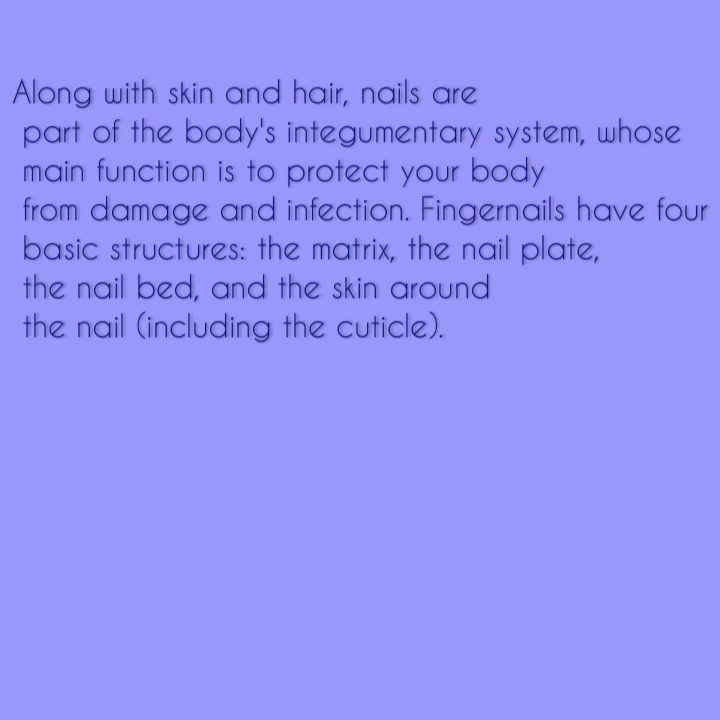 Along with skin and hair, nails are
part of the body's integumentary system, whose
main function is to protect your body
from damage and infection. Fingernails have four
basic structures: the matrix, the nail plate,
the nail bed, and the skin around
the nail (including the cuticle).